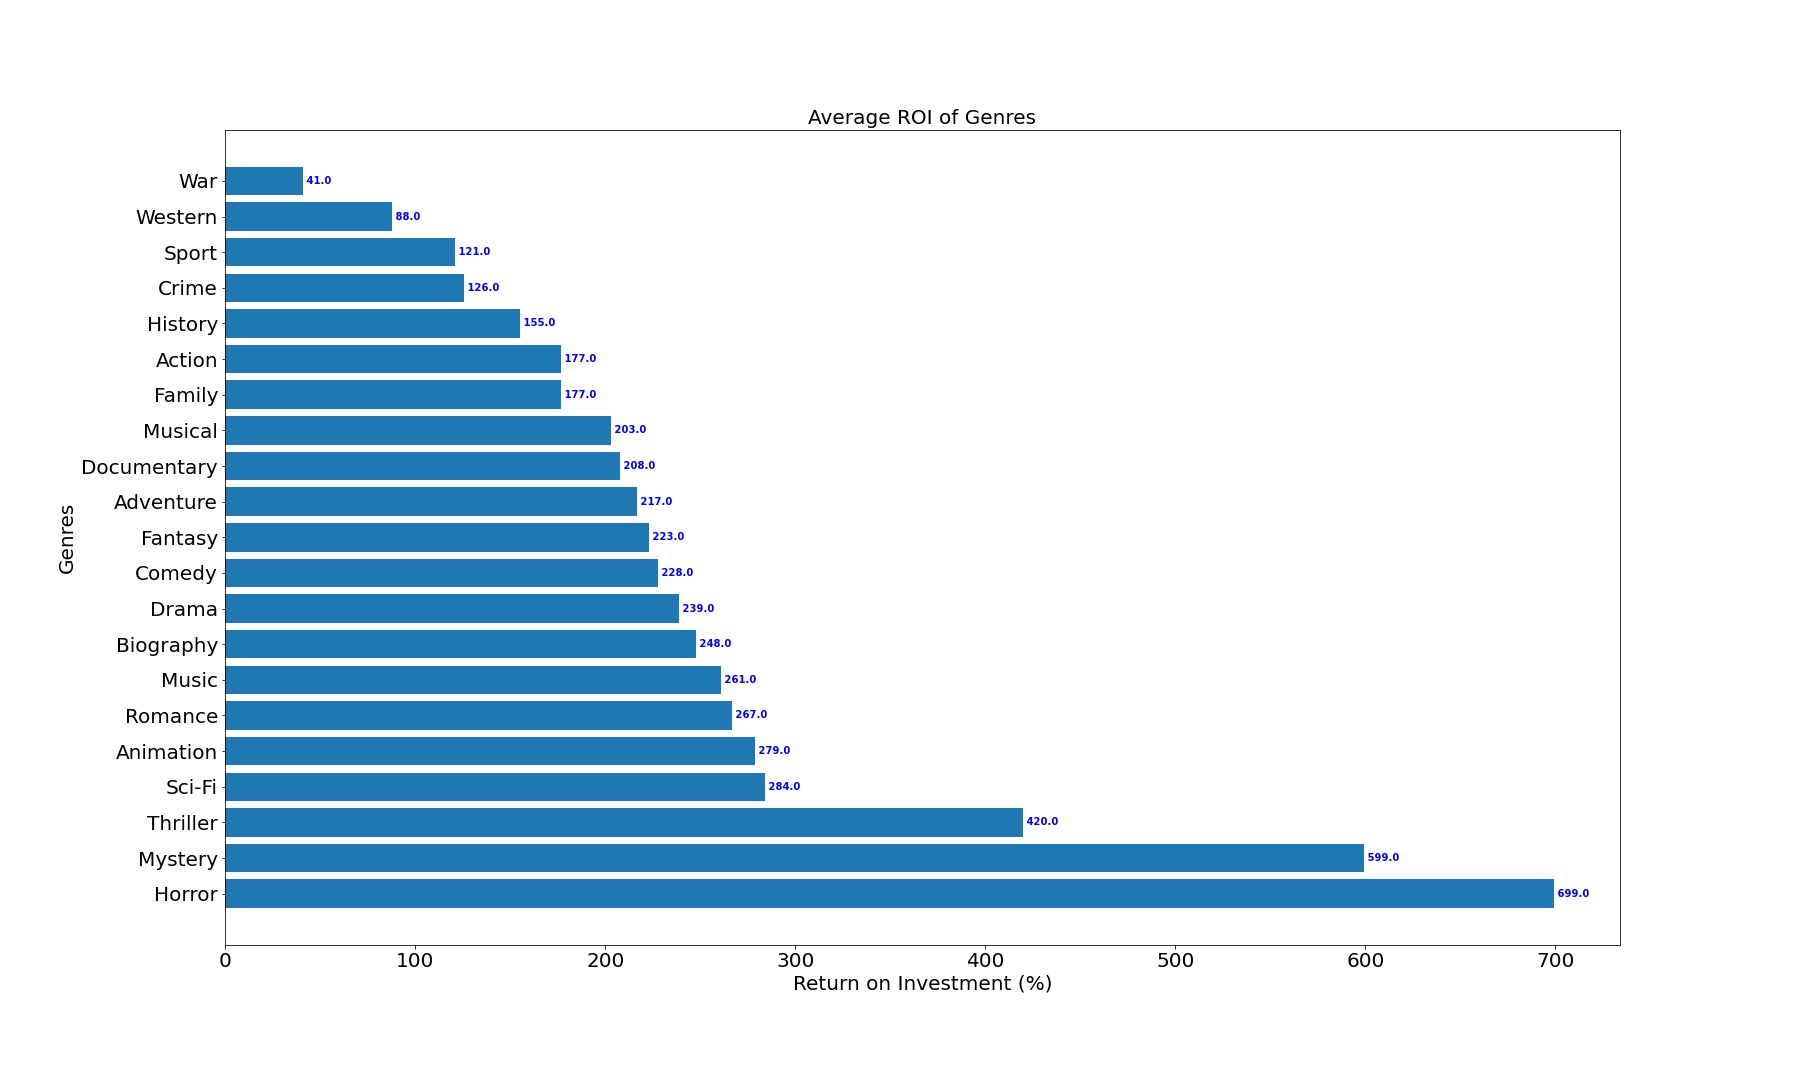 Average ROI of Genres
War 41.0
Western 88.0
Sport 121.0
Crime 126.0
History 155.0
Action 177.0
Family 177.0
Musical 203.0
Documentary 208.0
Adventure 217.0
Fantasy 223.0
Comedy 228.0
Drama 239.0
Biography 248.0
Music 261.0
Romance 267.0
Animation 279.0
Sci-Fi 284.0
Thriller 420.0
Mystery 599.0
Horror 699.0
Genres
0 100 200 300 400 500 600 700
Return on Investment (%)